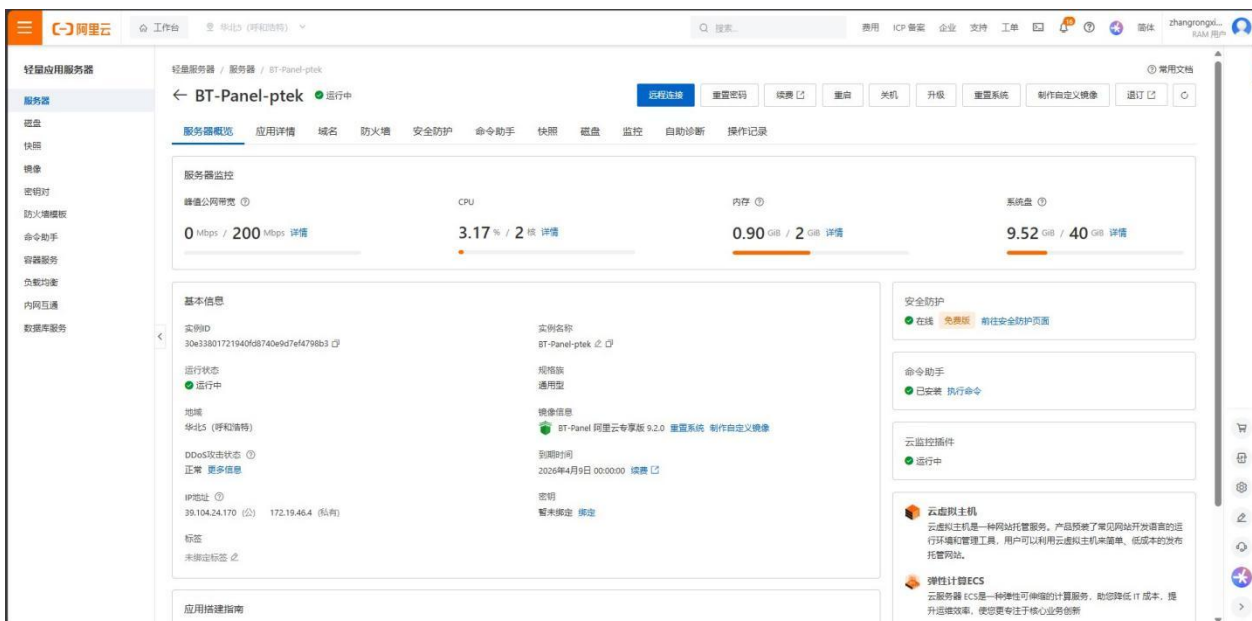 阿里云 工作台 华北5 (呼和浩特) 搜索... 费用 ICP 备案 企业 支持 工单 简体 zhangrongxi...
RAM 用户
轻量应用服务器
服务器
磁盘
快照
镜像
密钥对
防火墙模板
命令助手
容器服务
负载均衡
内网互通
数据库服务
轻量服务器 / 服务器 / BT-Panel-ptek 常用文档
← BT-Panel-ptek 运行中 远程连接 重置密码 续费 重启 关机 升级 重置系统 制作自定义镜像 退订
服务器概览 应用详情 域名 防火墙 安全防护 命令助手 快照 磁盘 监控 自助诊断 操作记录
服务器监控
峰值公网带宽 CPU 内存 系统盘
0 Mbps / 200 Mbps 详情 3.17 % / 2 核 详情 0.90 GiB / 2 GiB 详情 9.52 GiB / 40 GiB 详情
基本信息
实例ID 实例名称
30e33801721940fd8740e9d7ef4798b3 BT-Panel-ptek
运行状态 规格族
运行中 通用型
地域 镜像信息
华北5 (呼和浩特) BT-Panel 阿里云专享版 9.2.0 重置系统 制作自定义镜像
DDoS攻击状态 到期时间
正常 更多信息 2026年4月9日 00:00:00 续费
IP地址 密钥
39.104.24.170 (公) 172.19.46.4 (私有) 暂未绑定 绑定
标签
未绑定标签
应用搭建指南
安全防护
在线 免费版 前往安全防护页面
命令助手
已安装 执行命令
云监控插件
运行中
云虚拟主机
云虚拟主机是一种网站托管服务。产品预装了常见网站开发语言的运
行环境和管理工具，用户可以利用云虚拟主机来简单、低成本的发布
托管网站。
弹性计算ECS
云服务器 ECS是一种弹性可伸缩的计算服务，助您降低 IT 成本，提
升运维效率，使您更专注于核心业务创新